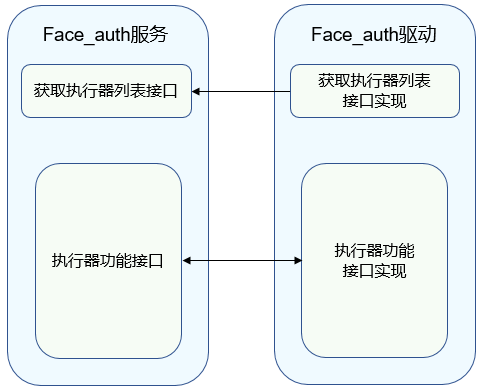 Face_auth服务
Face_auth驱动
获取执行器列表接口
获取执行器列表
接口实现
执行器功能接口
执行器功能
接口实现